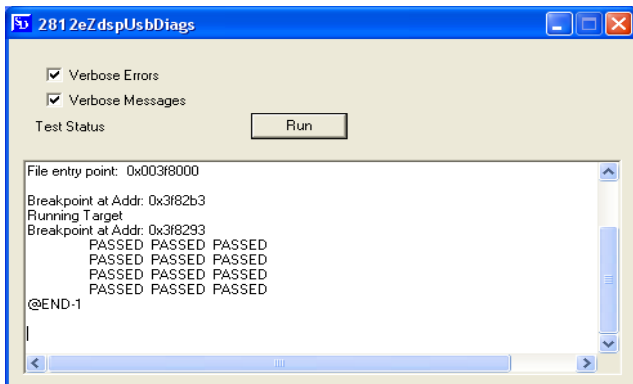 2812eZdspUsbDiags
Verbose Errors
Verbose Messages
Test Status
Run
File entry point: 0x003f8000
Breakpoint at Addr: 0x3f82b3
Running Target
Breakpoint at Addr: 0x3f8293
PASSED PASSED PASSED
PASSED PASSED PASSED
PASSED PASSED PASSED
PASSED PASSED PASSED
@END-1